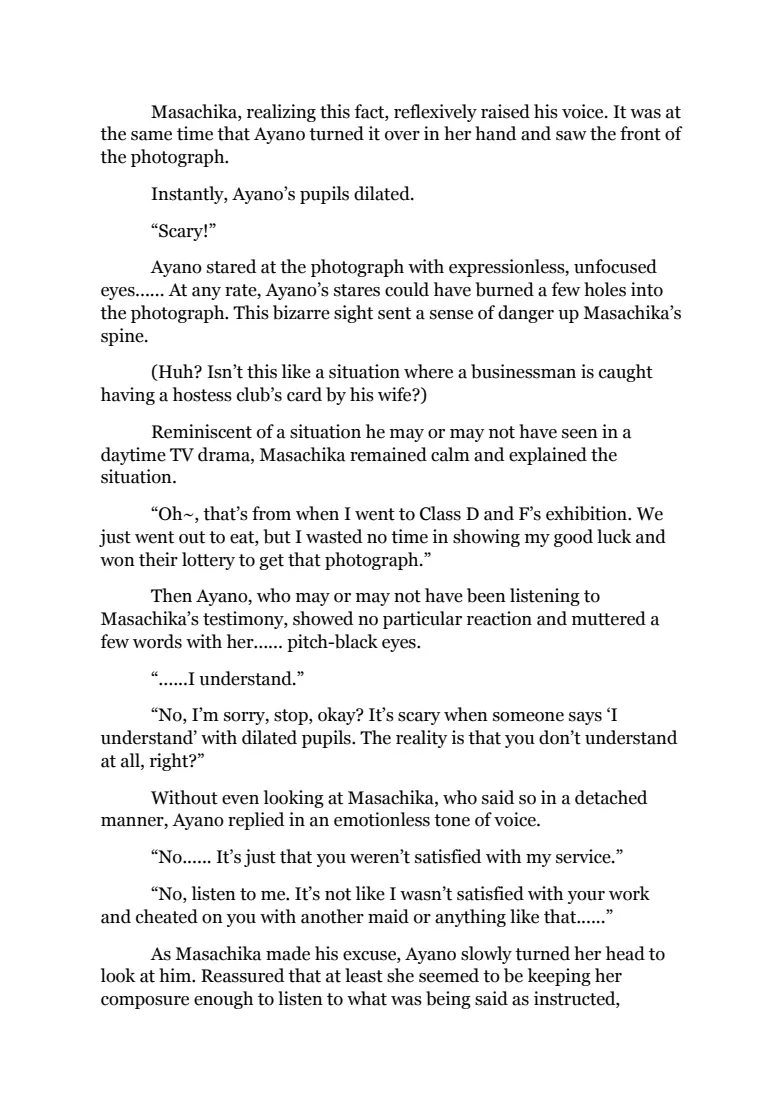 Masachika, realizing this fact, reflexively raised his voice. It was at
the same time that Ayano turned it over in her hand and saw the front of
the photograph.
Instantly, Ayano’s pupils dilated.
“Scary!”
Ayano stared at the photograph with expressionless, unfocused
eyes...... At any rate, Ayano’s stares could have burned a few holes into
the photograph. This bizarre sight sent a sense of danger up Masachika’s
spine.
(Huh? Isn’t this like a situation where a businessman is caught
having a hostess club’s card by his wife?)
Reminiscent of a situation he may or may not have seen in a
daytime TV drama, Masachika remained calm and explained the
situation.
“Oh~, that’s from when I went to Class D and F’s exhibition. We
just went out to eat, but I wasted no time in showing my good luck and
won their lottery to get that photograph.”
Then Ayano, who may or may not have been listening to
Masachika’s testimony, showed no particular reaction and muttered a
few words with her...... pitch-black eyes.
“......I understand.”
“No, I’m sorry, stop, okay? It’s scary when someone says ‘I
understand’ with dilated pupils. The reality is that you don’t understand
at all, right?”
Without even looking at Masachika, who said so in a detached
manner, Ayano replied in an emotionless tone of voice.
“No...... It’s just that you weren’t satisfied with my service.”
“No, listen to me. It’s not like I wasn’t satisfied with your work
and cheated on you with another maid or anything like that......”
As Masachika made his excuse, Ayano slowly turned her head to
look at him. Reassured that at least she seemed to be keeping her
composure enough to listen to what was being said as instructed,